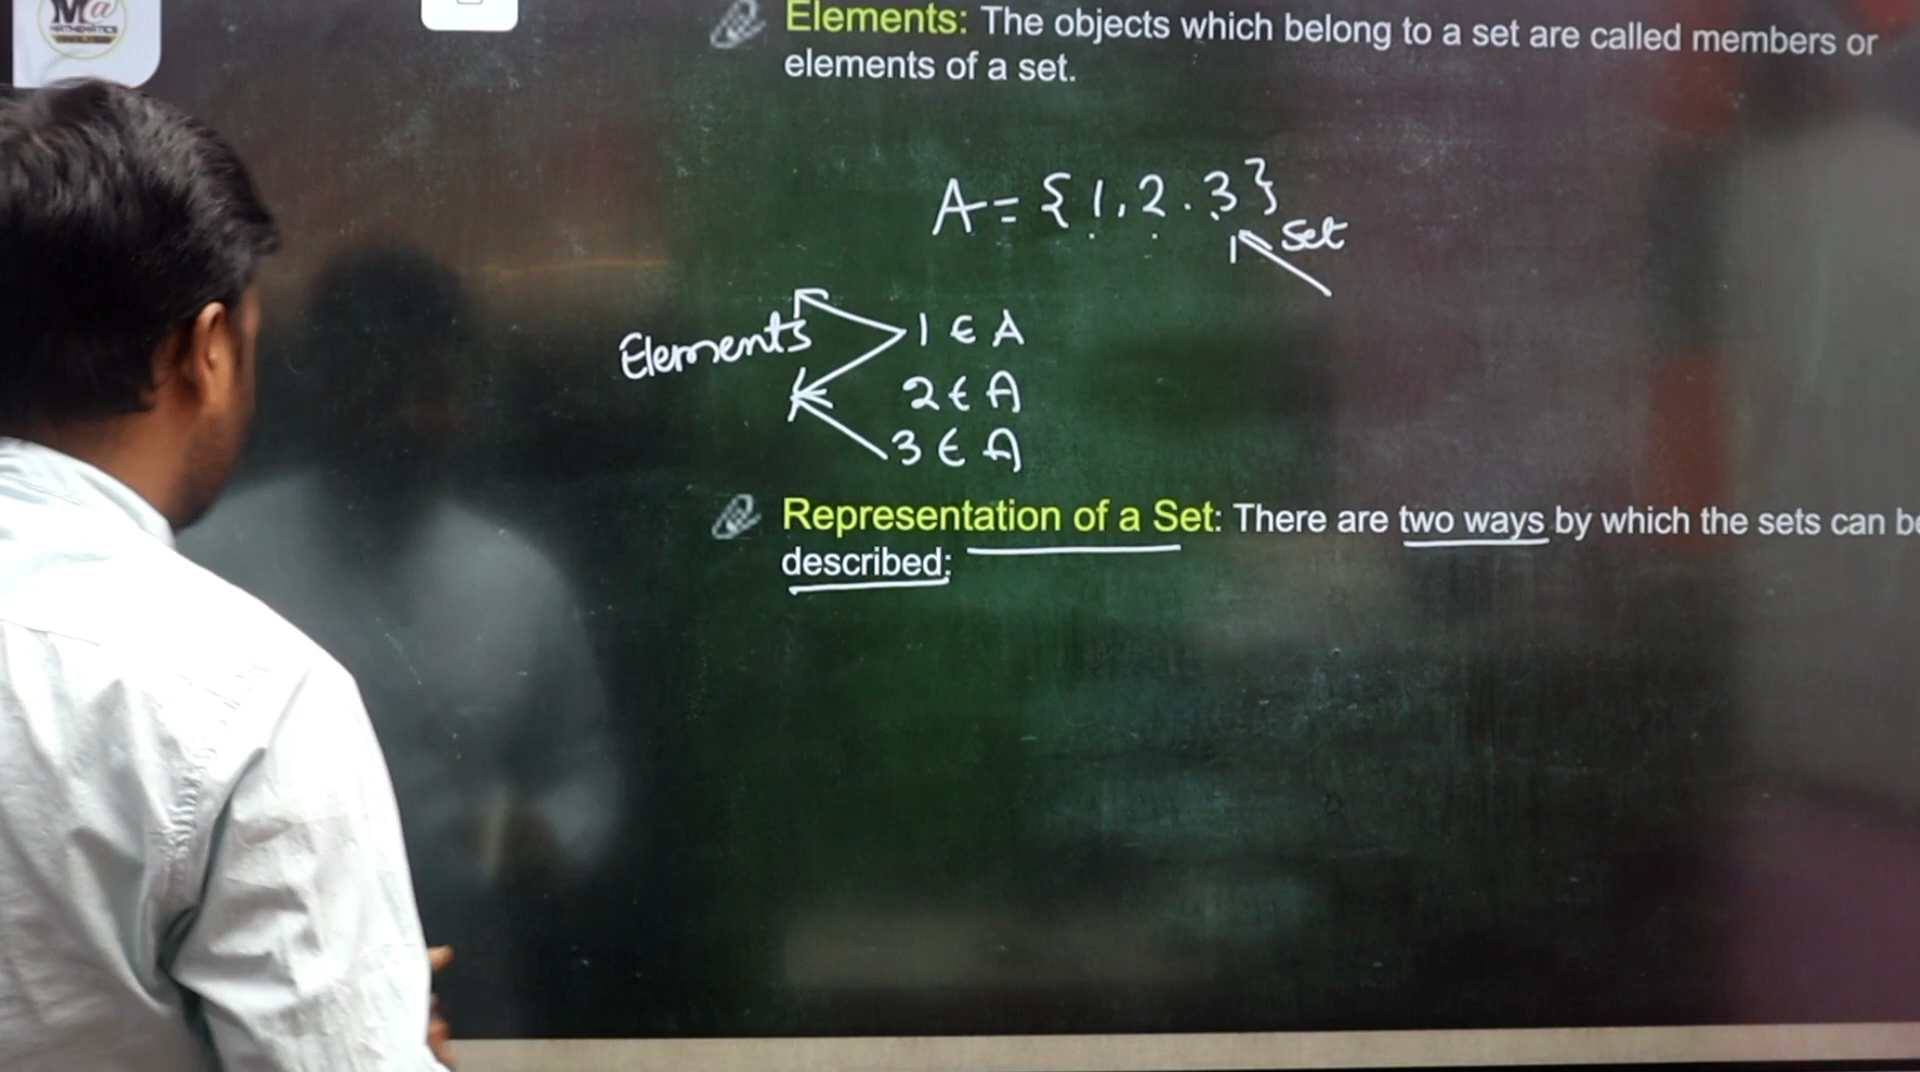 M@
MATHEMATICS
Elements: The objects which belong to a set are called members or
elements of a set.
A = { 1, 2 . 3 }
Set
Elements
1 ∈ A
2 ∈ A
3 ∈ A
Representation of a Set: There are two ways by which the sets can be
described: